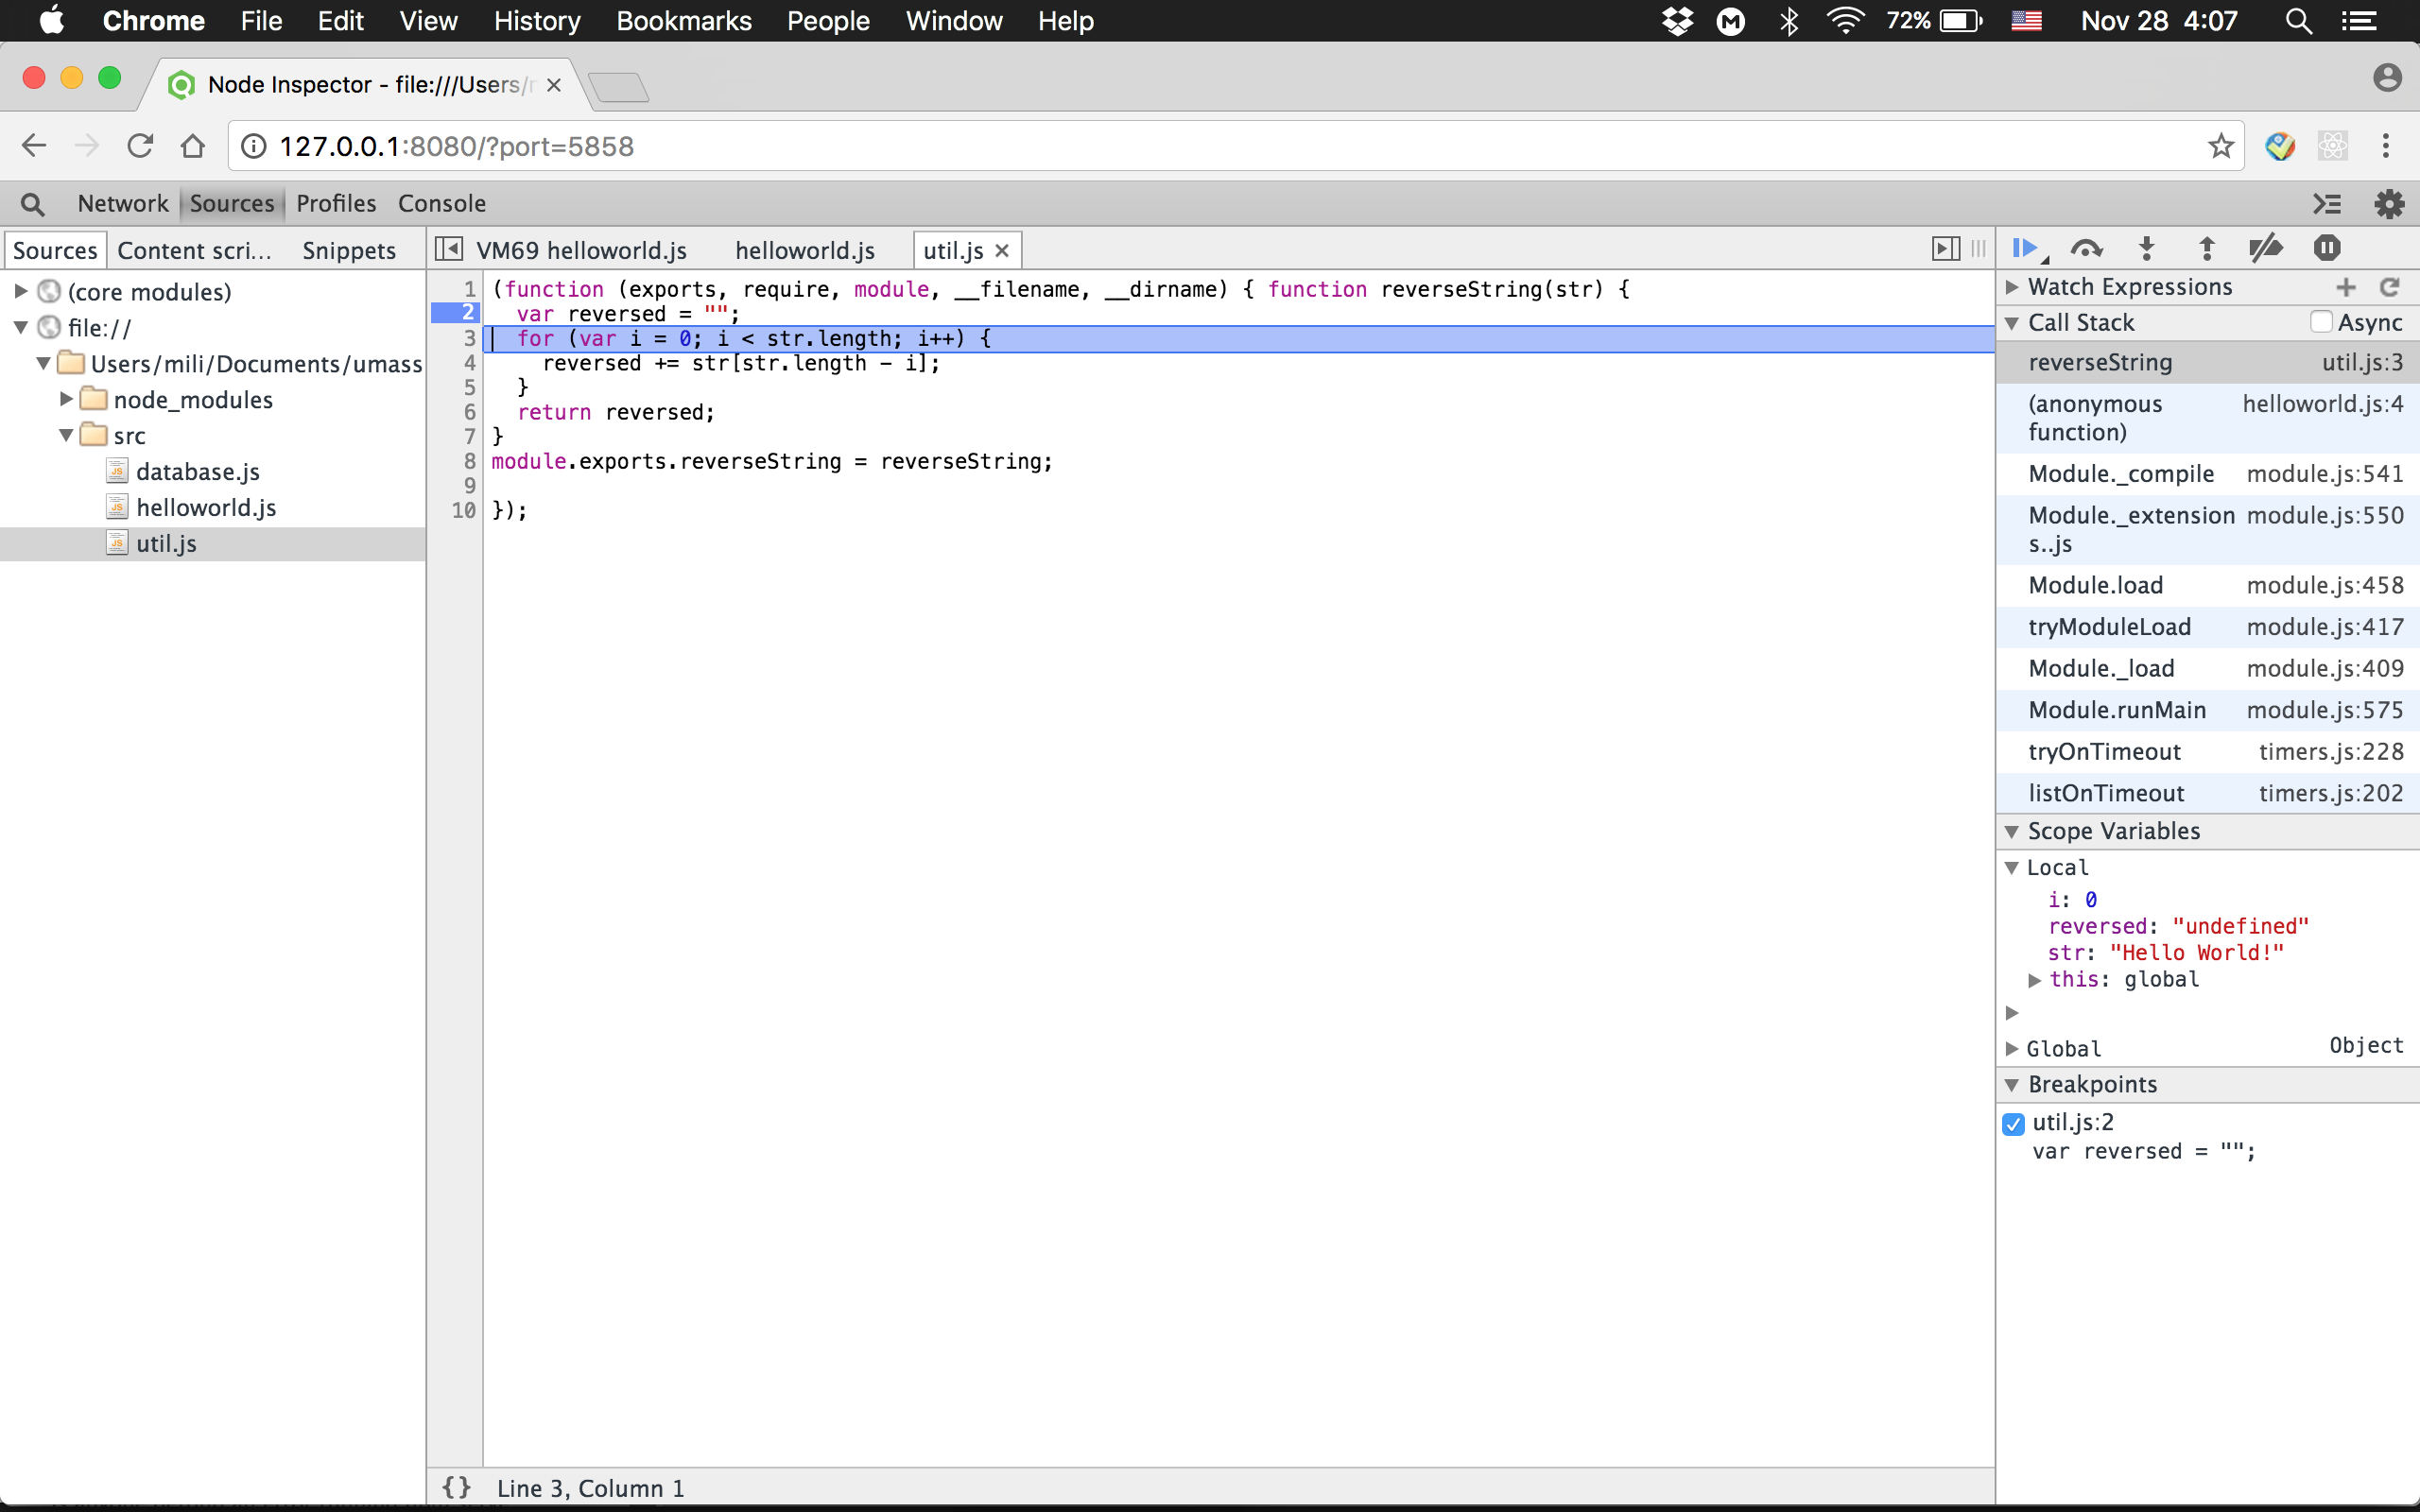 Chrome File Edit View History Bookmarks People Window Help 72% Nov 28 4:07
Node Inspector - file:///Users/
127.0.0.1:8080/?port=5858
Network Sources Profiles Console
Sources Content scri... Snippets
(core modules)
file://
Users/mili/Documents/umass
node_modules
src
database.js
helloworld.js
util.js
VM69 helloworld.js helloworld.js util.js
1 (function (exports, require, module, __filename, __dirname) { function reverseString(str) {
2 var reversed = "";
3 for (var i = 0; i < str.length; i++) {
4 reversed += str[str.length - i];
5 }
6 return reversed;
7 }
8 module.exports.reverseString = reverseString;
9
10 });
{} Line 3, Column 1
Watch Expressions
Call Stack Async
reverseString util.js:3
(anonymous helloworld.js:4
function)
Module._compile module.js:541
Module._extension module.js:550
s..js
Module.load module.js:458
tryModuleLoad module.js:417
Module._load module.js:409
Module.runMain module.js:575
tryOnTimeout timers.js:228
listOnTimeout timers.js:202
Scope Variables
Local
i: 0
reversed: "undefined"
str: "Hello World!"
this: global
Global Object
Breakpoints
util.js:2
var reversed = "";